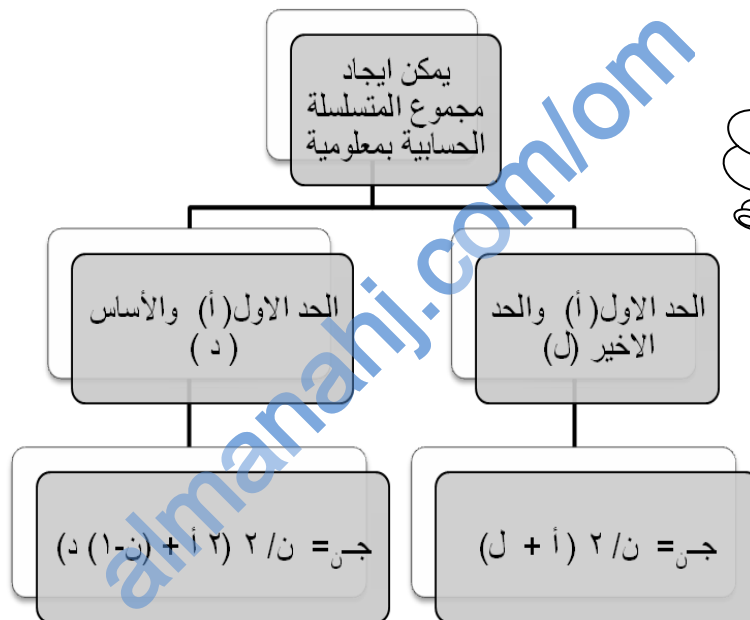 يمكن ايجاد
مجموع المتسلسلة
الحسابية بمعلومية
الحد الاول( أ) والحد
الاخير (ل)
الحد الاول( أ) والأساس
( د )
جـن= ن/ ٢ ( أ + ل)
جـن= ن/ ٢ (٢ أ + (ن-١) د)
almanahj.com/om